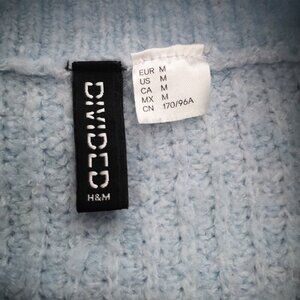 DIVIDED
H&M
EUR M
US M
CA M
MX M
CN 170/96A